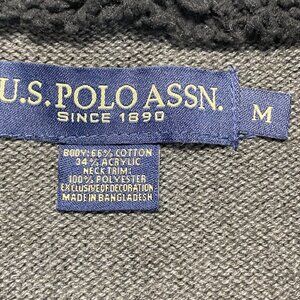 U.S. POLO ASSN.
SINCE 1890
M
BODY: 66% COTTON
34% ACRYLIC
NECK TRIM:
100% POLYESTER
EXCLUSIVE OF DECORATION
MADE IN BANGLADESH